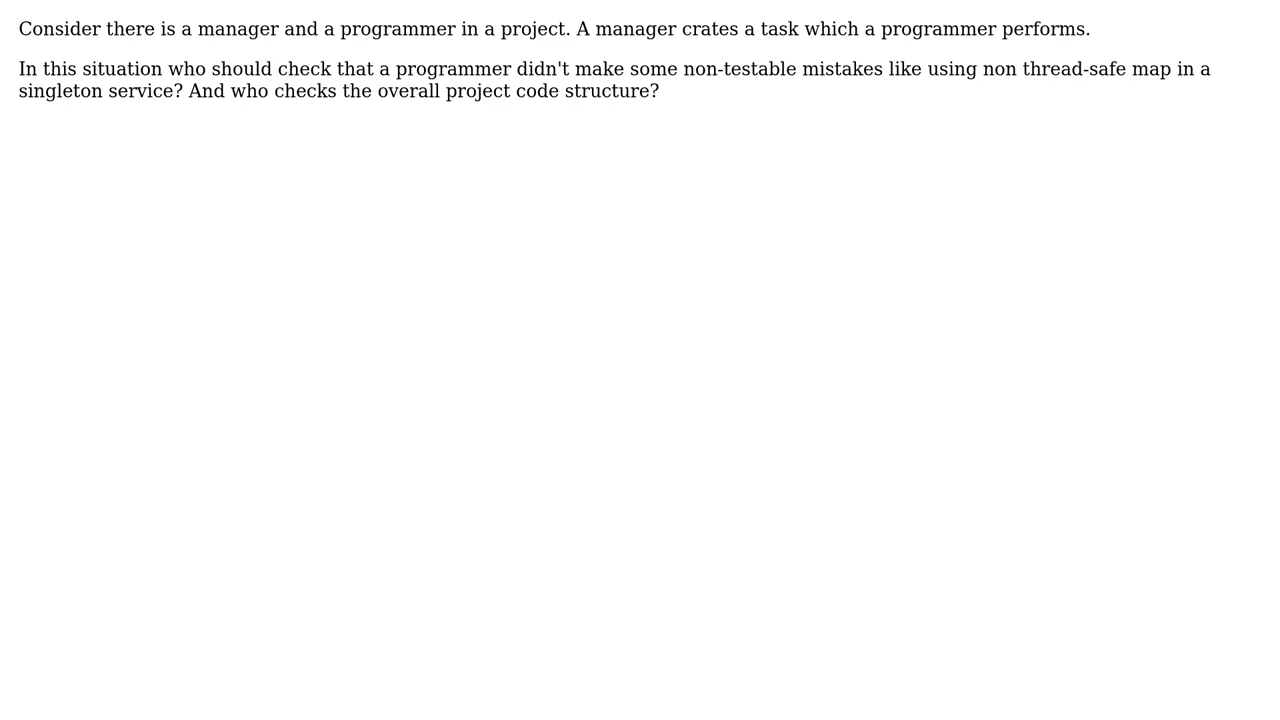 Consider there is a manager and a programmer in a project. A manager crates a task which a programmer performs.
In this situation who should check that a programmer didn't make some non-testable mistakes like using non thread-safe map in a
singleton service? And who checks the overall project code structure?